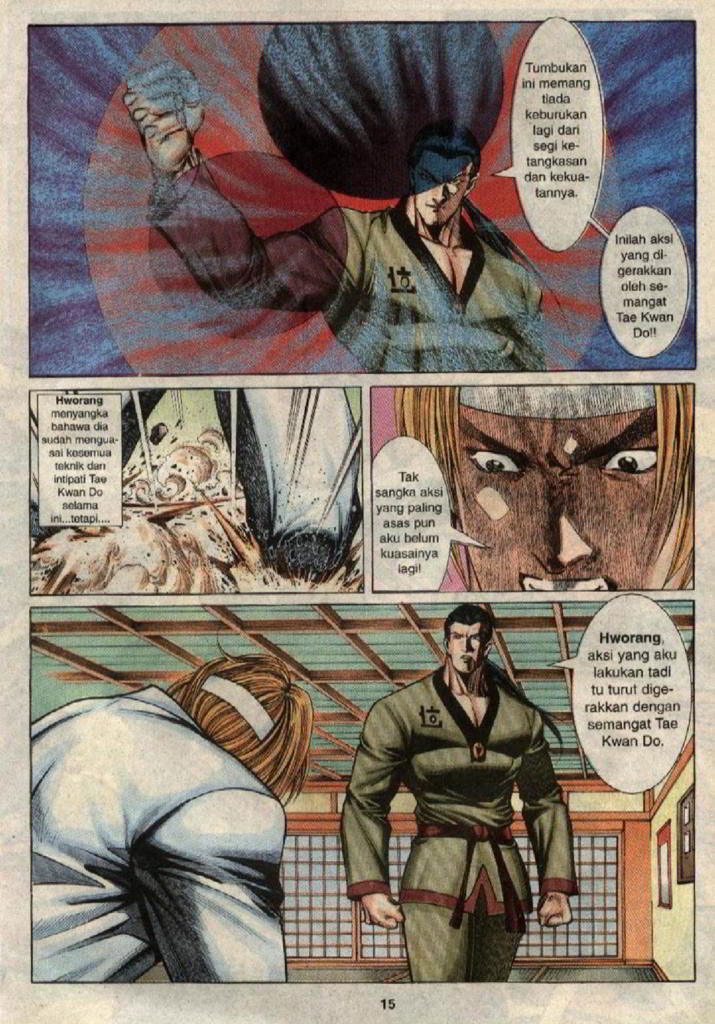 Tumbukan
ini memang
tiada
keburukan
lagi dari
segi ke-
tangkasan
dan kekua-
tannya.
Inilah aksi
yang di-
gerakkan
oleh se-
mangat
Tae Kwan
Do!!
Hworang
menyangka
bahawa dia
sudah mengua-
sai kesemua
teknik dan
intipati Tae
Kwan Do
selama
ini...tetapi....
Tak
sangka aksi
yang paling
asas pun
aku belum
kuasainya
lagi!
Hworang,
aksi yang aku
lakukan tadi
tu turut dige-
rakkan dengan
semangat Tae
Kwan Do.
15